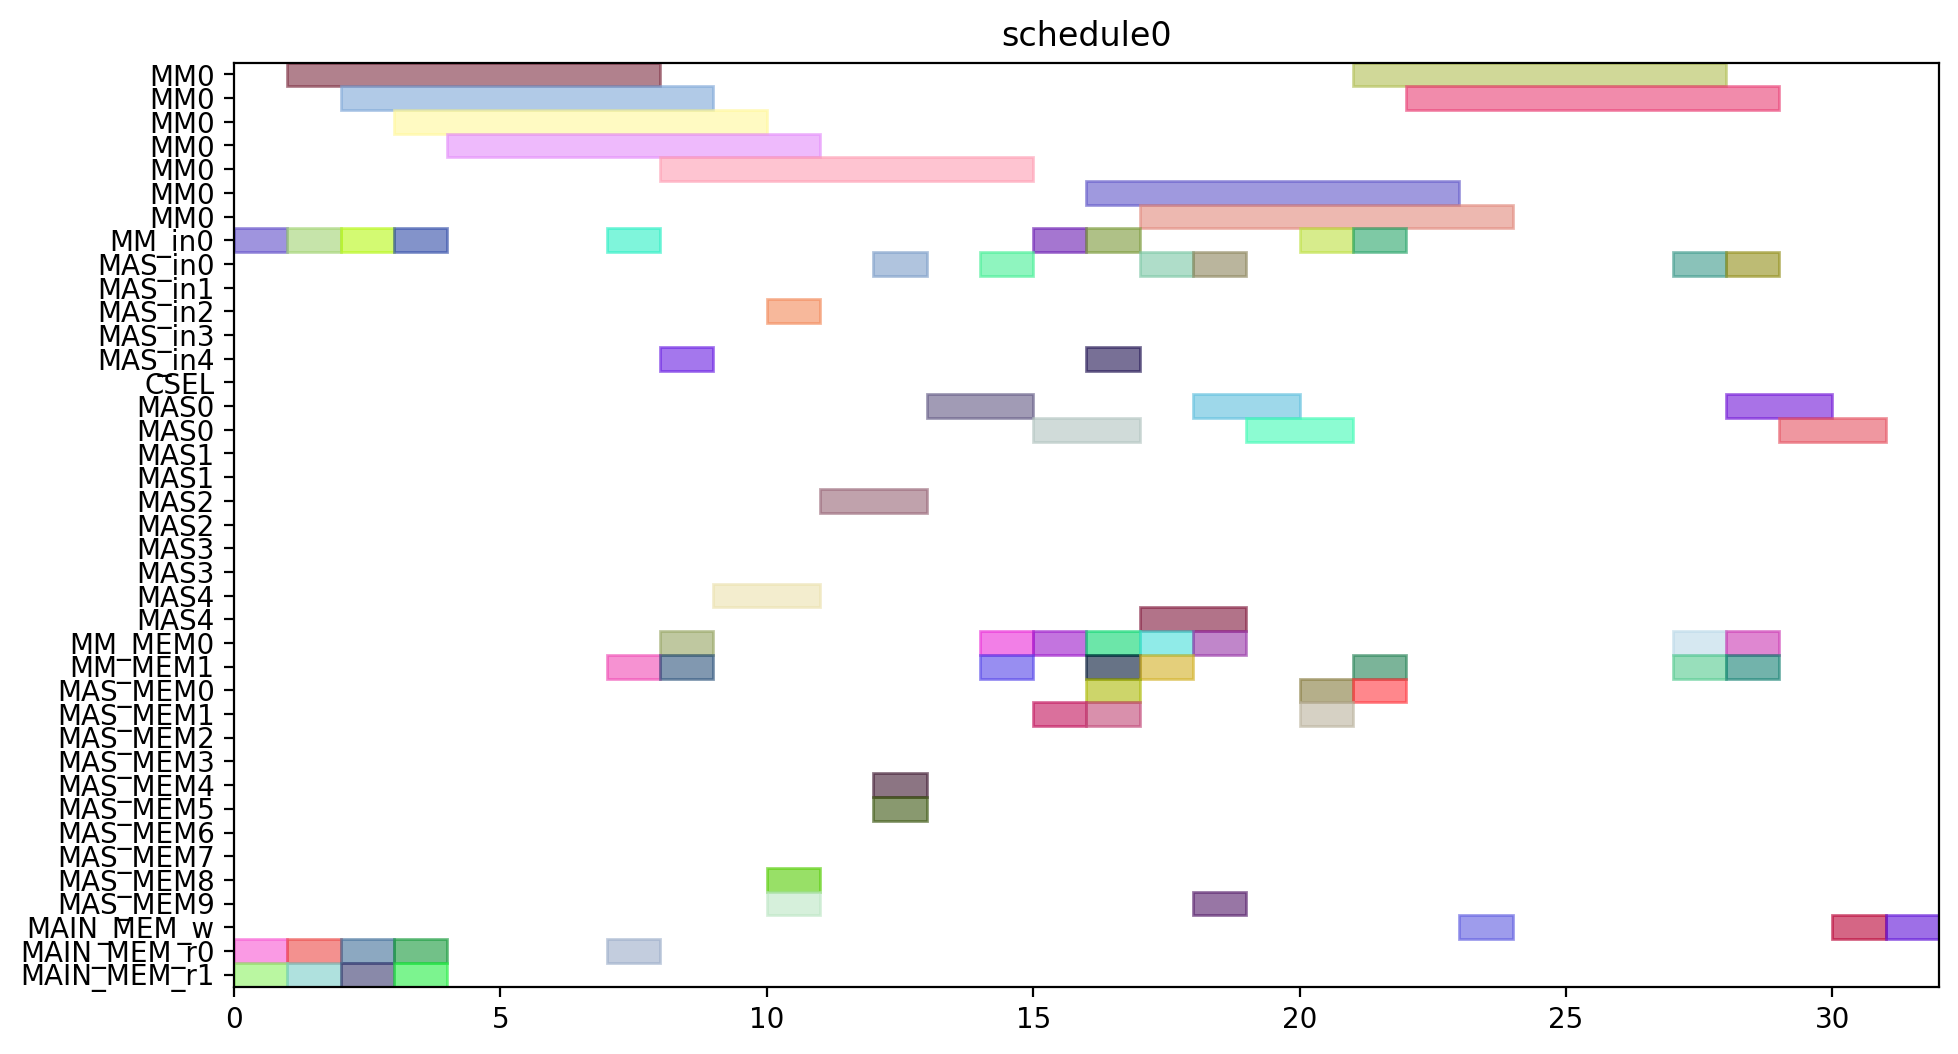 schedule0
MM0
MM0
MM0
MM0
MM0
MM0
MM0
MM_in0
MAS_in0
MAS_in1
MAS_in2
MAS_in3
MAS_in4
CSEL
MAS0
MAS0
MAS1
MAS1
MAS2
MAS2
MAS3
MAS3
MAS4
MAS4
MM_MEM0
MM_MEM1
MAS_MEM0
MAS_MEM1
MAS_MEM2
MAS_MEM3
MAS_MEM4
MAS_MEM5
MAS_MEM6
MAS_MEM7
MAS_MEM8
MAS_MEM9
MAIN_MEM_w
MAIN_MEM_r0
MAIN_MEM_r1
0 5 10 15 20 25 30